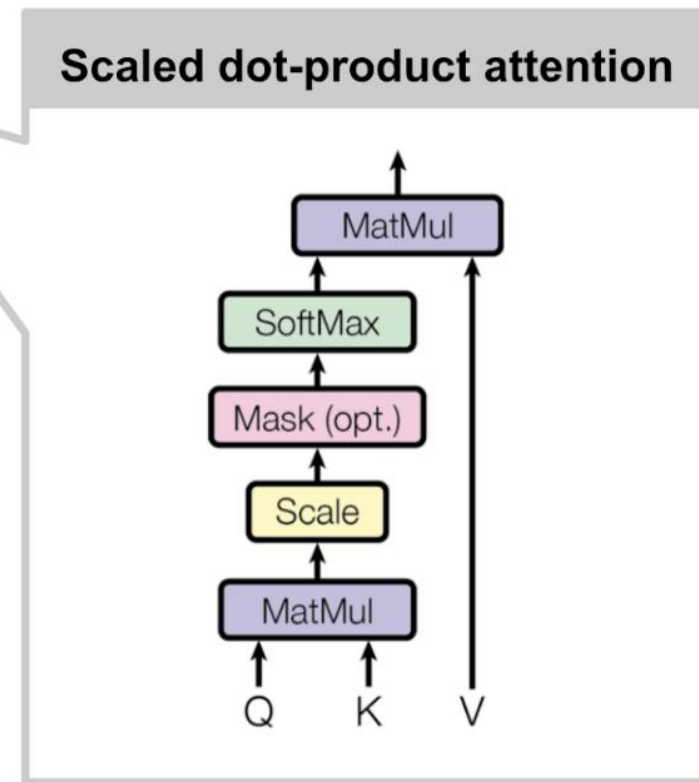 Scaled dot-product attention
MatMul
SoftMax
Mask (opt.)
Scale
MatMul
Q K V